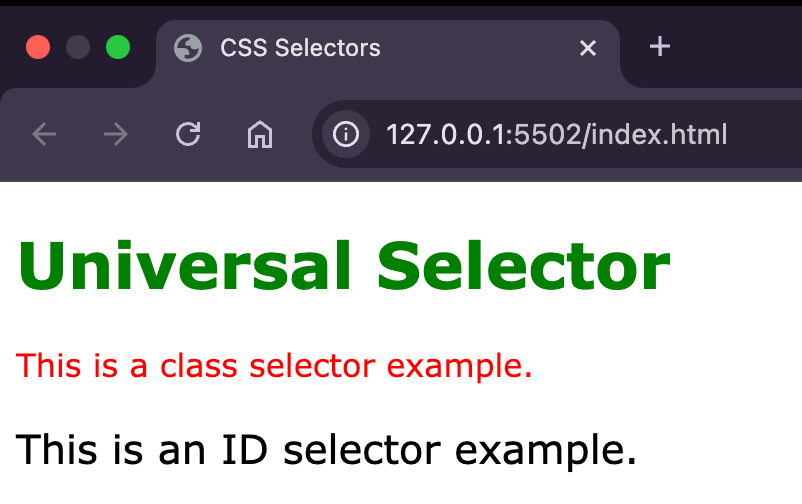 CSS Selectors
127.0.0.1:5502/index.html
Universal Selector
This is a class selector example.
This is an ID selector example.